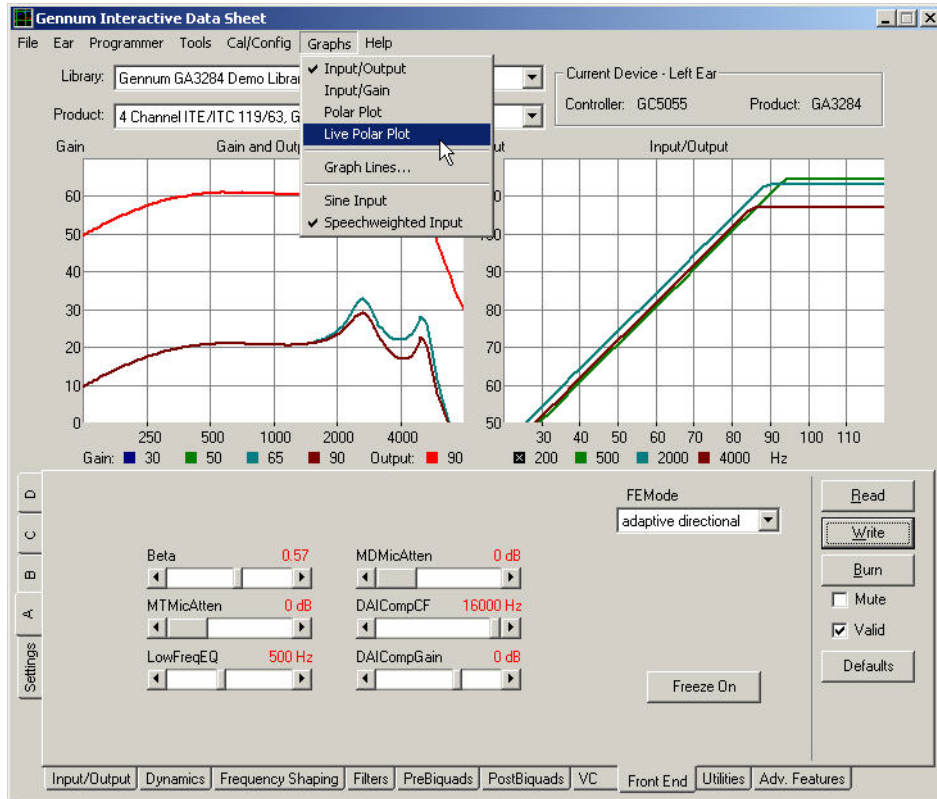 Gennum Interactive Data Sheet
File Ear Programmer Tools Cal/Config Graphs Help
Library: Gennum GA3284 Demo Librar
Product: 4 Channel ITE/ITC 119/63, G
Input/Output
Input/Gain
Polar Plot
Live Polar Plot
Graph Lines...
Sine Input
Speechweighted Input
Current Device - Left Ear
Controller: GC5055 Product: GA3284
Gain Gain and Outp ut Input/Output
60
50
40
30
20
10
0
250 500 1000 2000 4000
Gain: 30 50 65 90 Output: 90
90
80
70
60
50
30 40 50 60 70 80 90 100 110
200 500 2000 4000 Hz
D
C
B
A
Settings
FEMode
adaptive directional
Beta 0.57
MTMicAtten 0 dB
LowFreqEQ 500 Hz
MDMicAtten 0 dB
DAICompCF 16000 Hz
DAICompGain 0 dB
Freeze On
Read
Write
Burn
Mute
Valid
Defaults
Input/Output Dynamics Frequency Shaping Filters PreBiquads PostBiquads VC Front End Utilities Adv. Features